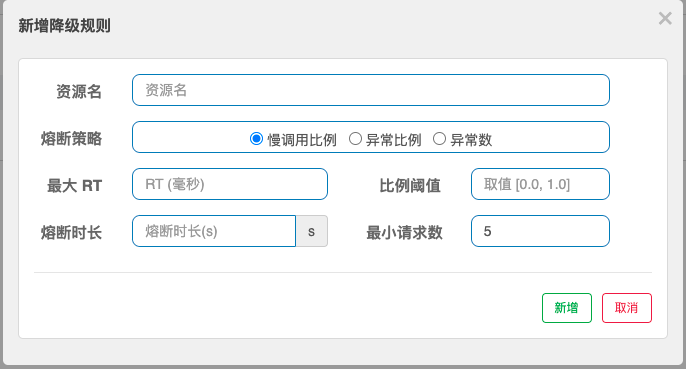 新增降级规则 ×
资源名 资源名
熔断策略 慢调用比例 异常比例 异常数
最大 RT RT (毫秒) 比例阈值 取值 [0.0, 1.0]
熔断时长 熔断时长(s) s 最小请求数 5
新增 取消